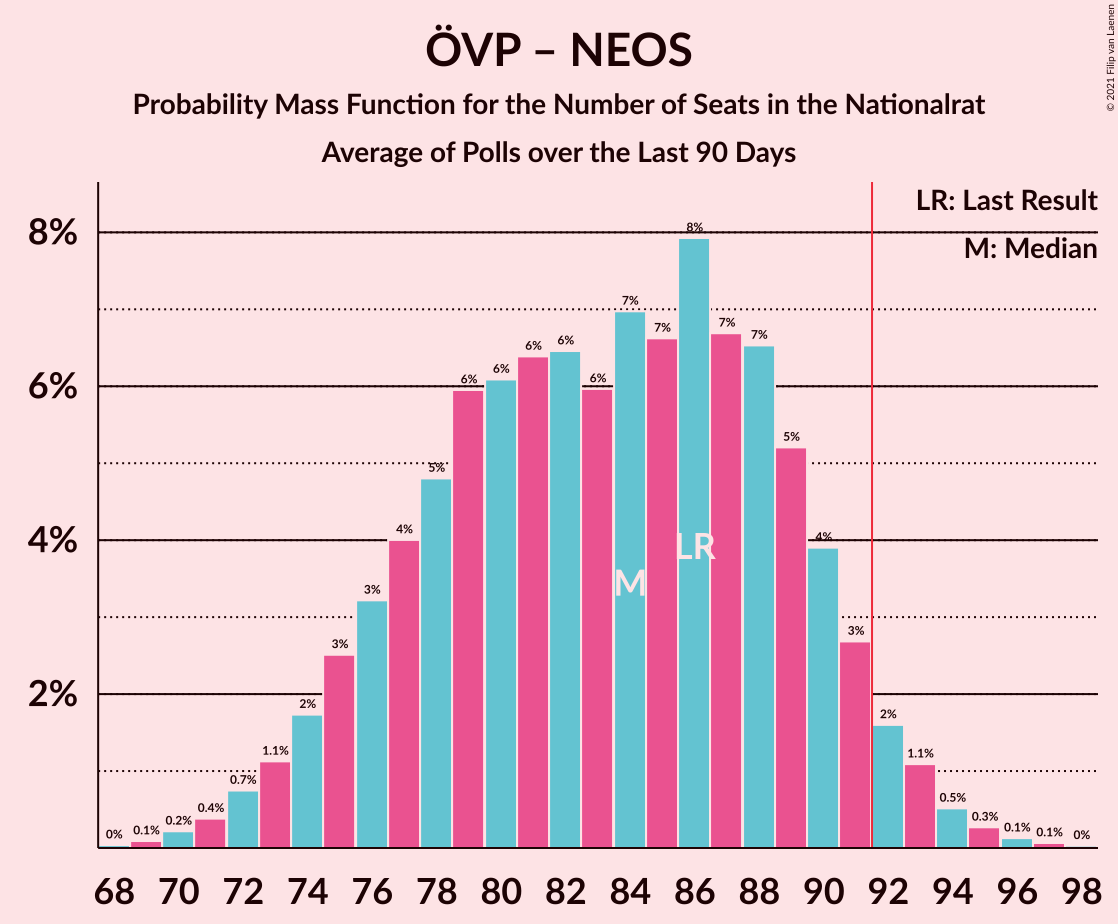 ÖVP – NEOS
Probability Mass Function for the Number of Seats in the Nationalrat
Average of Polls over the Last 90 Days
© 2021 Filip van Laenen
LR: Last Result
M: Median
8%
6%
4%
2%
0% 0.1% 0.2% 0.4% 0.7% 1.1% 2% 3% 3% 4% 5% 6% 6% 6% 6% 6% 7% 7% 8% 7% 7% 5% 4% 3% 2% 1.1% 0.5% 0.3% 0.1% 0.1% 0%
LR
M
68 70 72 74 76 78 80 82 84 86 88 90 92 94 96 98